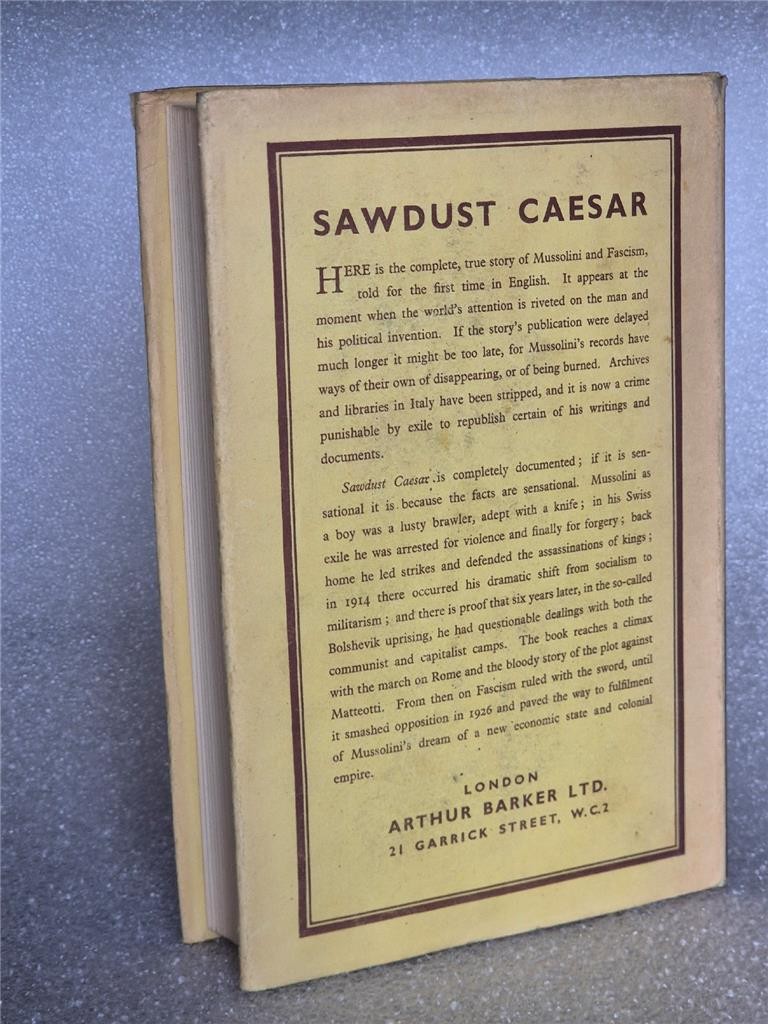 SAWDUST CAESAR
HERE is the complete, true story of Mussolini and Fascism,
told for the first time in English. It appears at the
moment when the world's attention is riveted on the man and
his political invention. If the story's publication were delayed
much longer it might be too late, for Mussolini's records have
ways of their own of disappearing, or of being burned. Archives
and libraries in Italy have been stripped, and it is now a crime
punishable by exile to republish certain of his writings and
documents.
Sawdust Caesar is completely documented; if it is sen-
sational it is because the facts are sensational. Mussolini as
a boy was a lusty brawler, adept with a knife; in his Swiss
exile he was arrested for violence and finally for forgery; back
home he led strikes and defended the assassinations of kings;
in 1914 there occurred his dramatic shift from socialism to
militarism; and there is proof that six years later, in the so-called
Bolshevik uprising, he had questionable dealings with both the
communist and capitalist camps. The book reaches a climax
with the march on Rome and the bloody story of the plot against
Matteotti. From then on Fascism ruled with the sword, until
it smashed opposition in 1926 and paved the way to fulfilment
of Mussolini's dream of a new economic state and colonial
empire.
LONDON
ARTHUR BARKER LTD.
21 GARRICK STREET, W.C.2